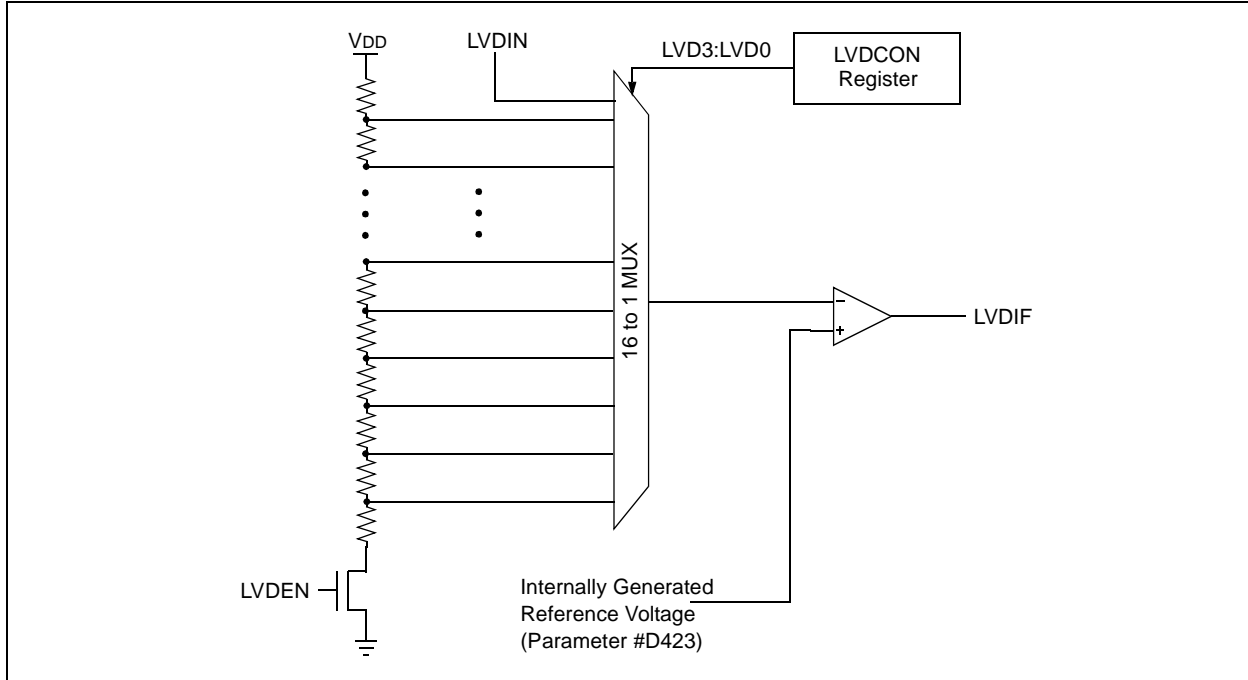 VDD
LVDIN
LVD3:LVD0
LVDCON
Register
16 to 1 MUX
–
+
LVDIF
LVDEN
Internally Generated
Reference Voltage
(Parameter #D423)